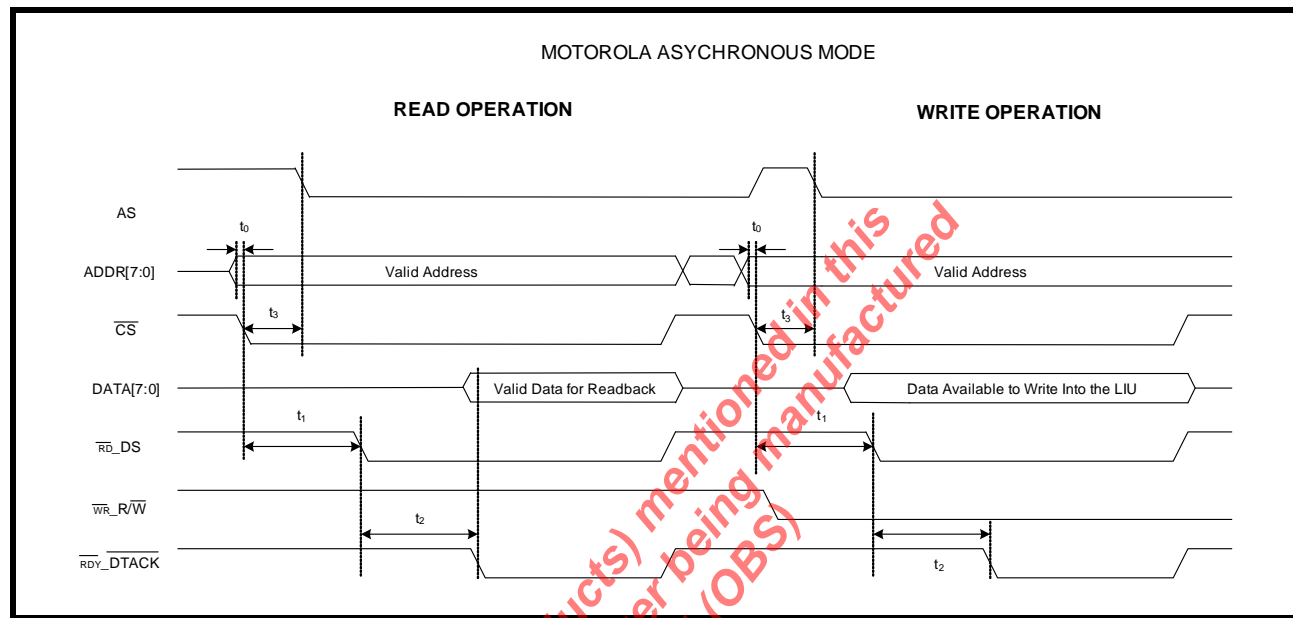 MOTOROLA ASYCHRONOUS MODE
READ OPERATION
WRITE OPERATION
AS
t0
t0
ADDR[7:0]
Valid Address
Valid Address
CS
t3
t3
DATA[7:0]
Valid Data for Readback
Data Available to Write Into the LIU
t1
t1
RD_DS
WR_R/W
t2
t2
RDY_DTACK
mentioned in this
being manufactured
(OBS)